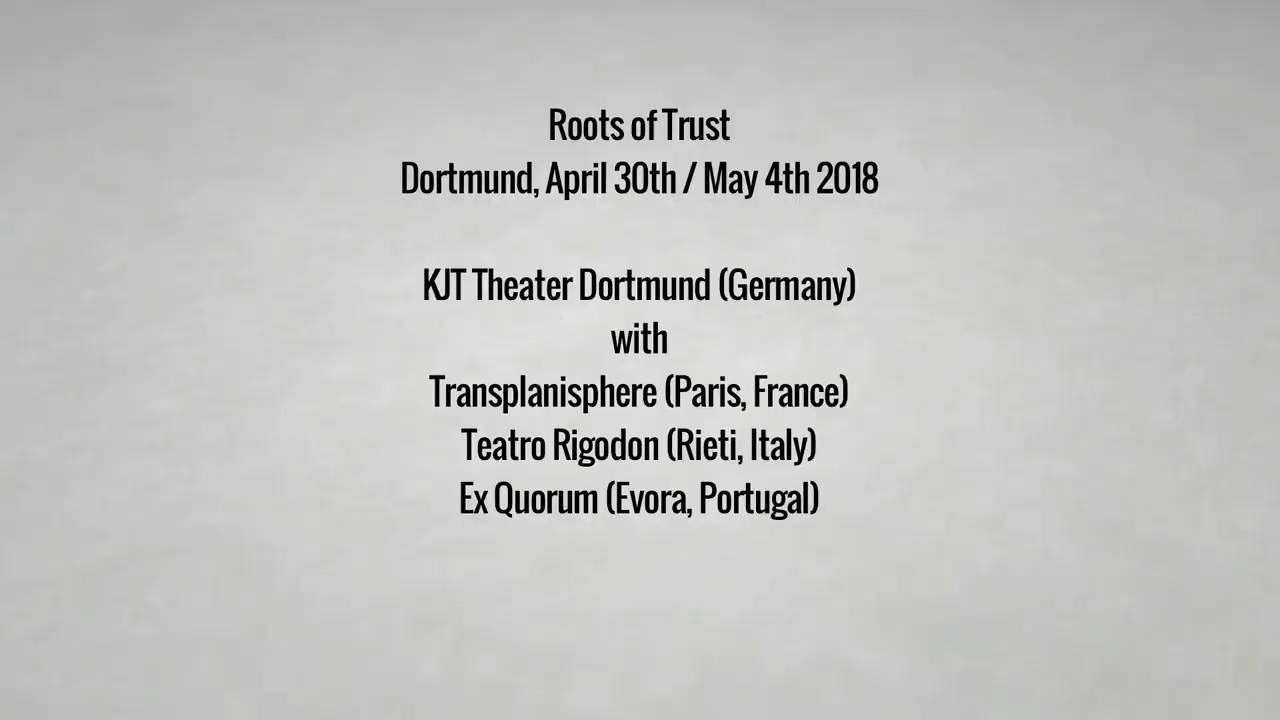 Roots of Trust
Dortmund, April 30th / May 4th 2018
KJT Theater Dortmund (Germany)
with
Transplanisphere (Paris, France)
Teatro Rigodon (Rieti, Italy)
Ex Quorum (Evora, Portugal)